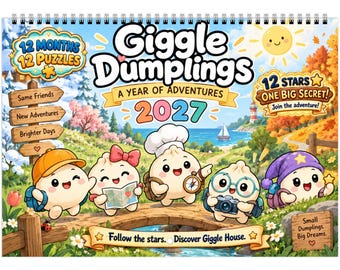 12 MONTHS
12 PUZZLES
Giggle
Dumplings
A YEAR OF ADVENTURES
2027
12 STARS
ONE BIG SECRET!
Join the adventure!
Same Friends
New Adventures
Brighter Days
Small
Dumplings.
Big Dreams.
Follow the stars. Discover Giggle House.